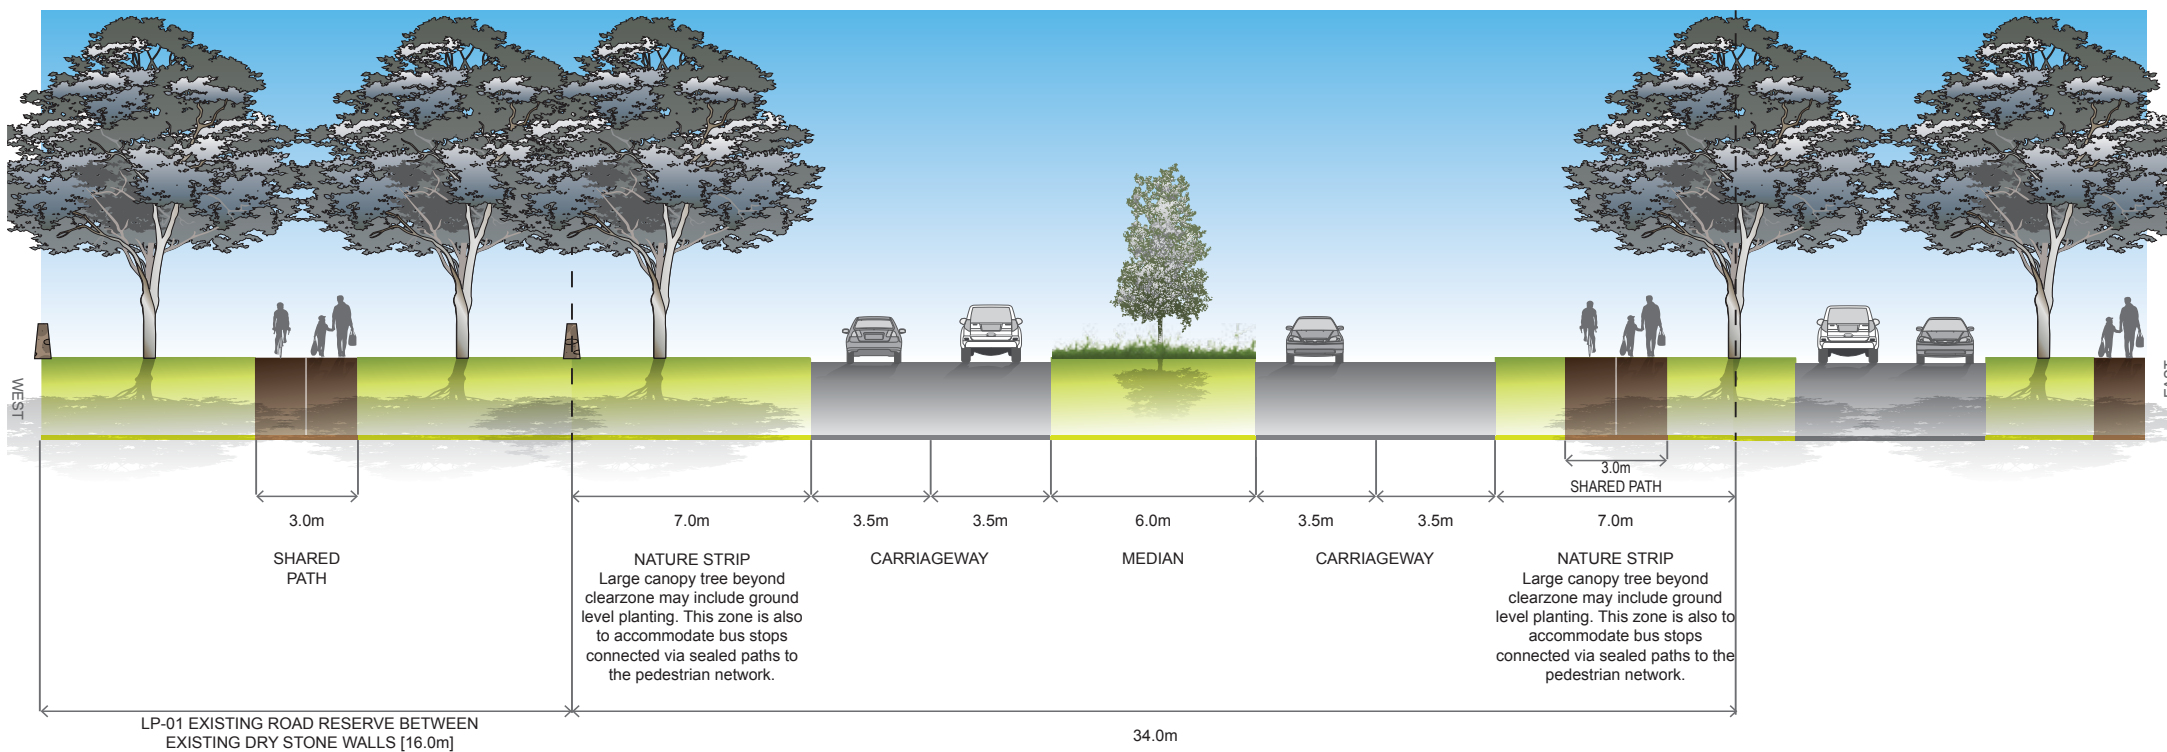 WEST
EAST
3.0m
SHARED PATH
3.0m
7.0m
3.5m
3.5m
6.0m
3.5m
3.5m
7.0m
SHARED
PATH
NATURE STRIP
Large canopy tree beyond
clearzone may include ground
level planting. This zone is also
to accommodate bus stops
connected via sealed paths to
the pedestrian network.
CARRIAGEWAY
MEDIAN
CARRIAGEWAY
NATURE STRIP
Large canopy tree beyond
clearzone may include ground
level planting. This zone is also to
accommodate bus stops
connected via sealed paths to the
pedestrian network.
LP-01 EXISTING ROAD RESERVE BETWEEN
EXISTING DRY STONE WALLS [16.0m]
34.0m